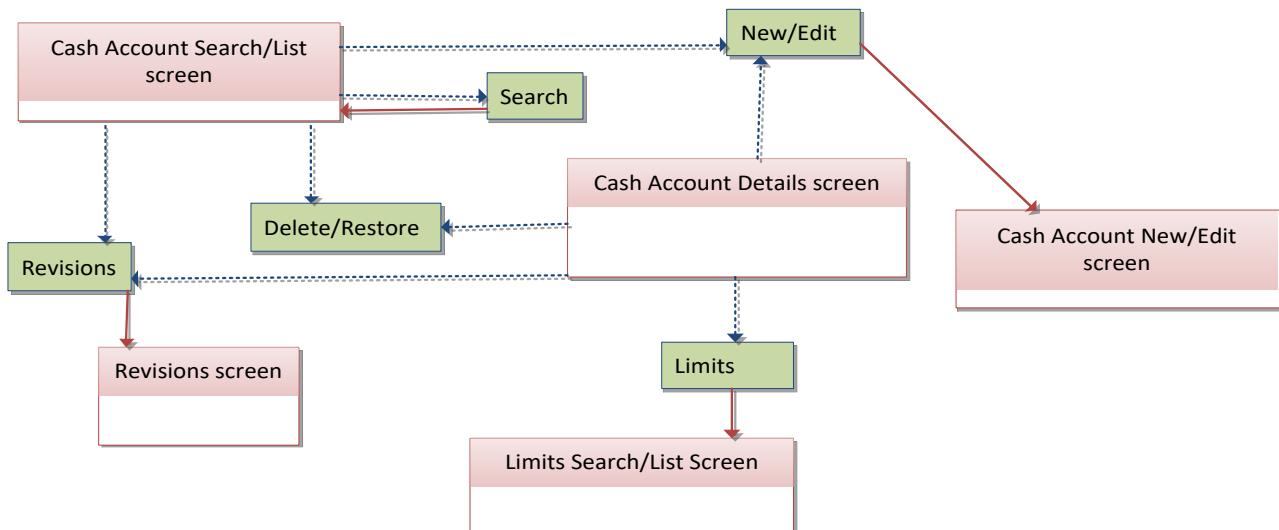 Cash Account Search/List
screen
New/Edit
Search
Cash Account Details screen
Delete/Restore
Cash Account New/Edit
screen
Revisions
Revisions screen
Limits
Limits Search/List Screen